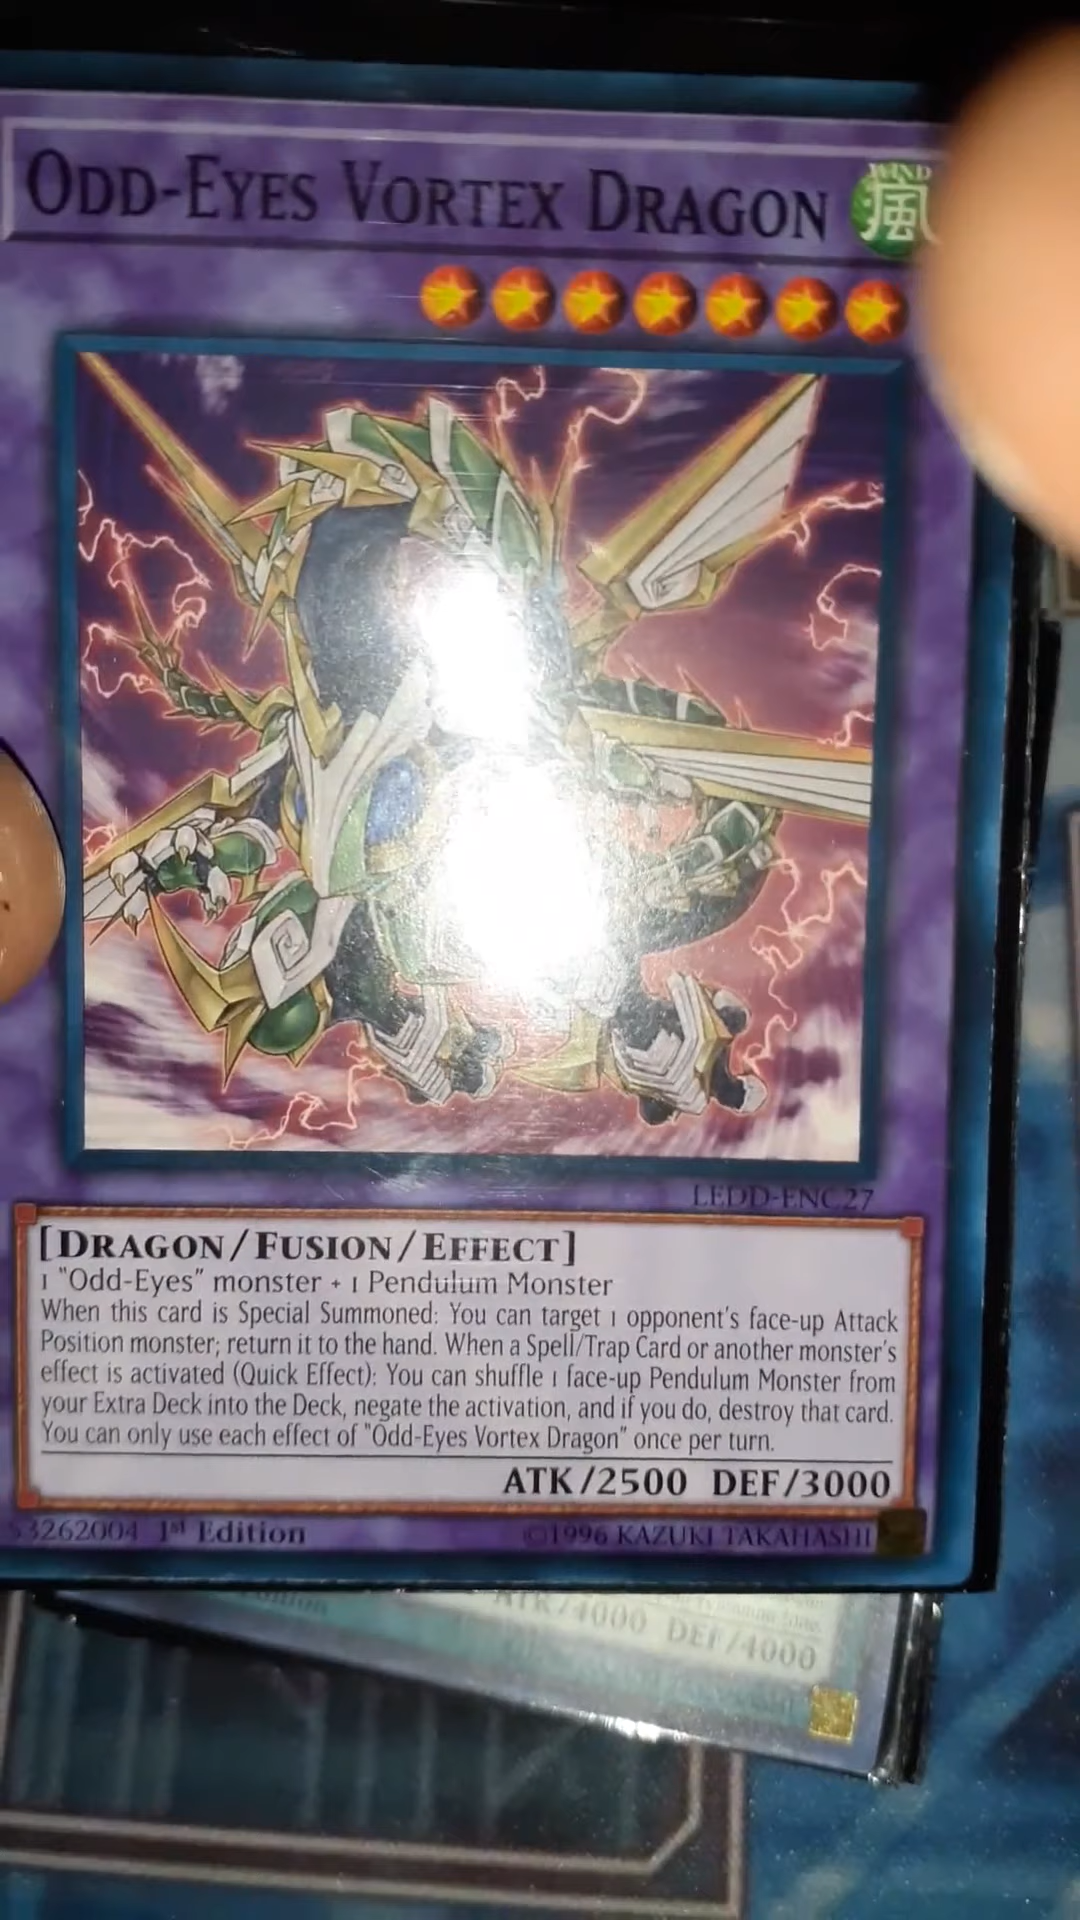 ODD-EYES VORTEX DRAGON
WIND
風
LEDD-ENC27
[DRAGON/FUSION/EFFECT]
1 "Odd-Eyes" monster + 1 Pendulum Monster
When this card is Special Summoned: You can target 1 opponent's face-up Attack
Position monster; return it to the hand. When a Spell/Trap Card or another monster's
effect is activated (Quick Effect): You can shuffle 1 face-up Pendulum Monster from
your Extra Deck into the Deck, negate the activation, and if you do, destroy that card.
You can only use each effect of "Odd-Eyes Vortex Dragon" once per turn.
ATK/2500 DEF/3000
53262004 1st Edition ©1996 KAZUKI TAKAHASHI
Edition
ATK/4000 DEF/4000